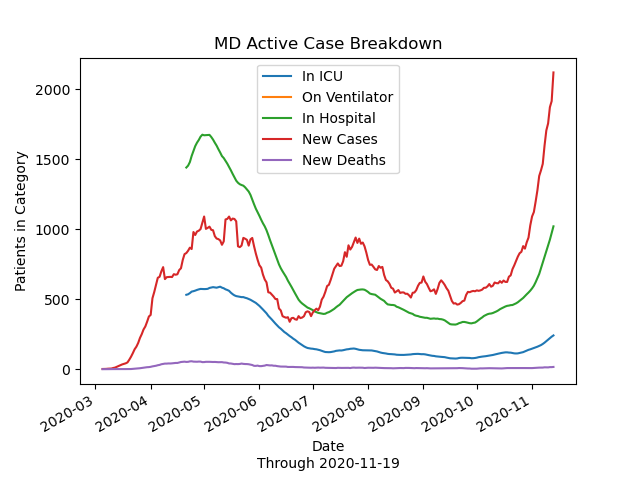 MD Active Case Breakdown
In ICU
On Ventilator
In Hospital
New Cases
New Deaths
Patients in Category
2000
1500
1000
500
0
2020-03
2020-04
2020-05
2020-06
2020-07
2020-08
2020-09
2020-10
2020-11
Date
Through 2020-11-19